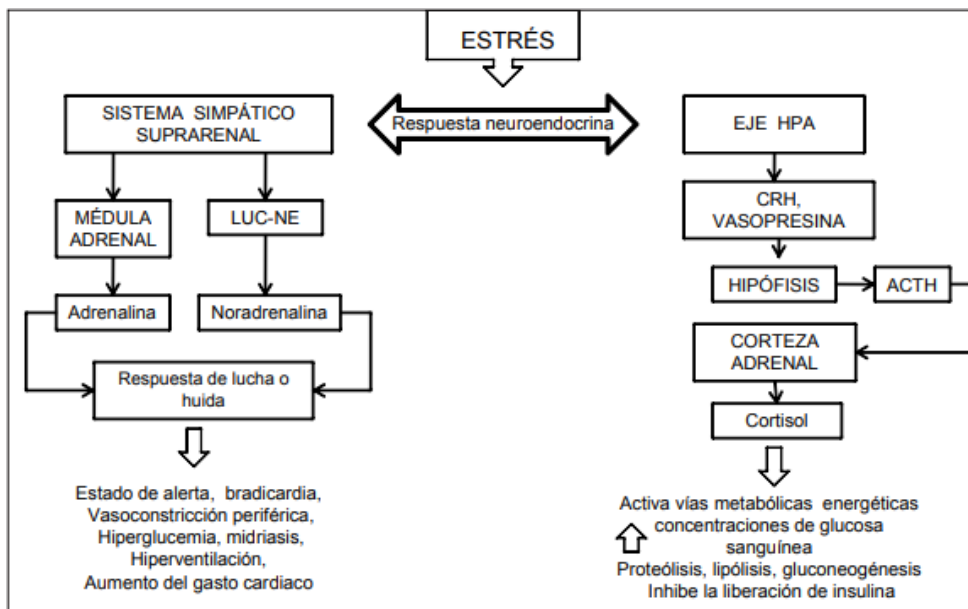 ESTRÉS
Respuesta neuroendocrina
SISTEMA SIMPÁTICO
SUPRARENAL
MÉDULA
ADRENAL
LUC-NE
Adrenalina
Noradrenalina
Respuesta de lucha o
huida
Estado de alerta, bradicardia,
Vasoconstricción periférica,
Hiperglucemia, midriasis,
Hiperventilación,
Aumento del gasto cardiaco
EJE HPA
CRH,
VASOPRESINA
HIPÓFISIS
ACTH
CORTEZA
ADRENAL
Cortisol
Activa vías metabólicas energéticas
concentraciones de glucosa
sanguínea
Proteólisis, lipólisis, gluconeogénesis
Inhibe la liberación de insulina